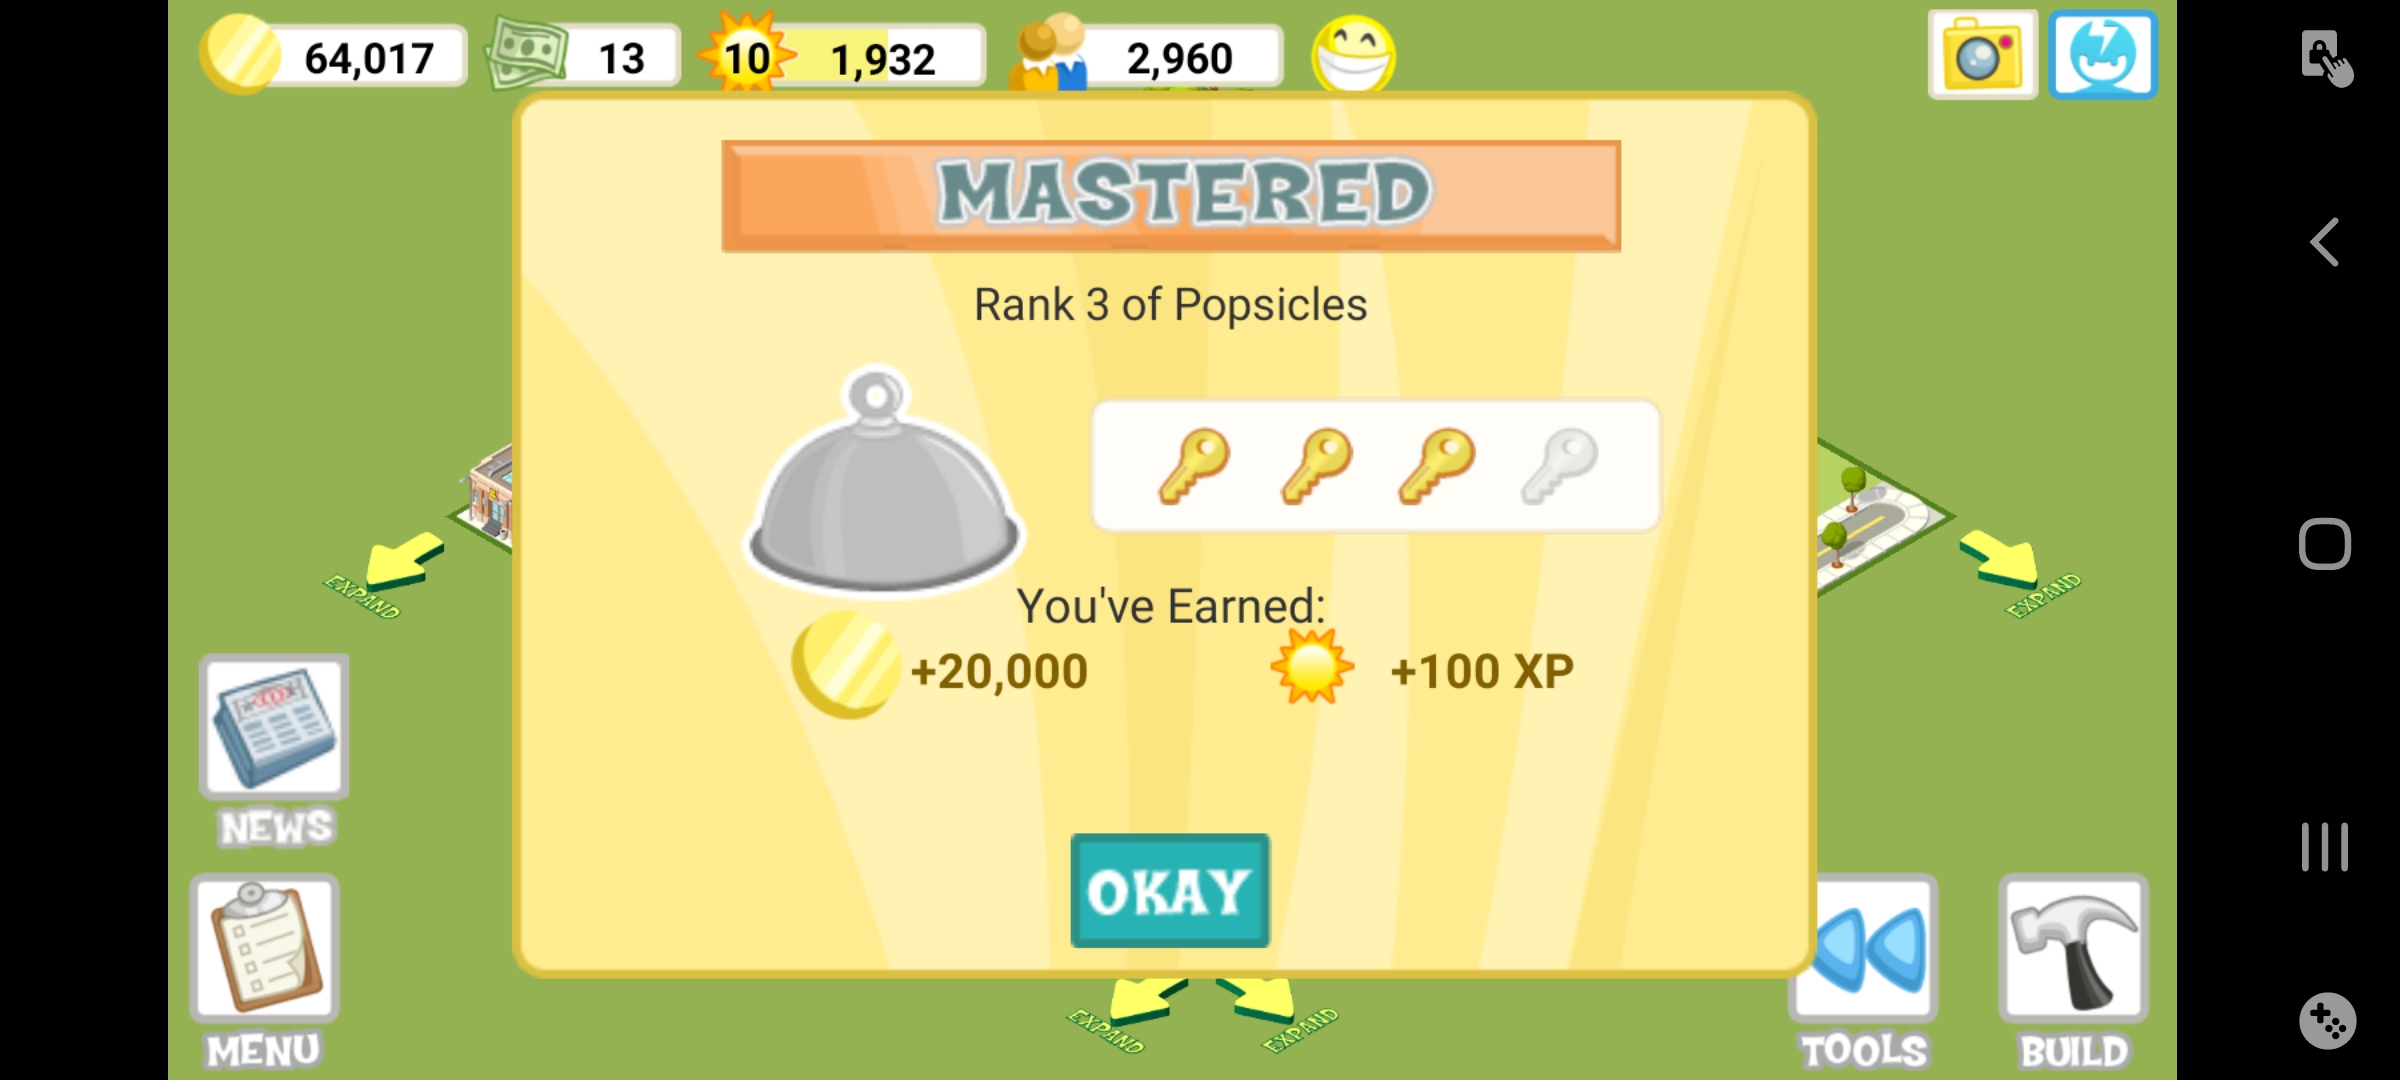 64,017
13
10
1,932
2,960
MASTERED
Rank 3 of Popsicles
You've Earned:
+20,000
+100 XP
OKAY
EXPAND
EXPAND
EXPAND
EXPAND
NEWS
MENU
TOOLS
BUILD